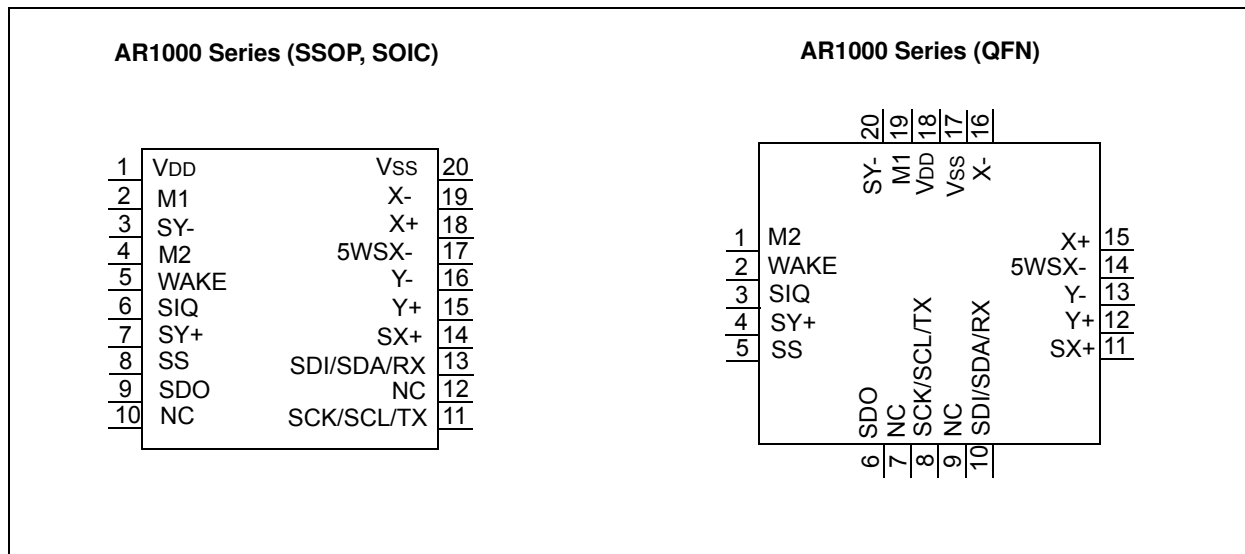 AR1000 Series (SSOP, SOIC)
1 VDD VSS 20
2 M1 X- 19
3 SY- X+ 18
4 M2 5WSX- 17
5 WAKE Y- 16
6 SIQ Y+ 15
7 SY+ SX+ 14
8 SS SDI/SDA/RX 13
9 SDO NC 12
10 NC SCK/SCL/TX 11
AR1000 Series (QFN)
20 19 18 17 16
SY- M1 VDD VSS X-
1 M2 X+ 15
2 WAKE 5WSX- 14
3 SIQ Y- 13
4 SY+ Y+ 12
5 SS SX+ 11
SDO NC SCK/SCL/TX NC SDI/SDA/RX
6 7 8 9 10